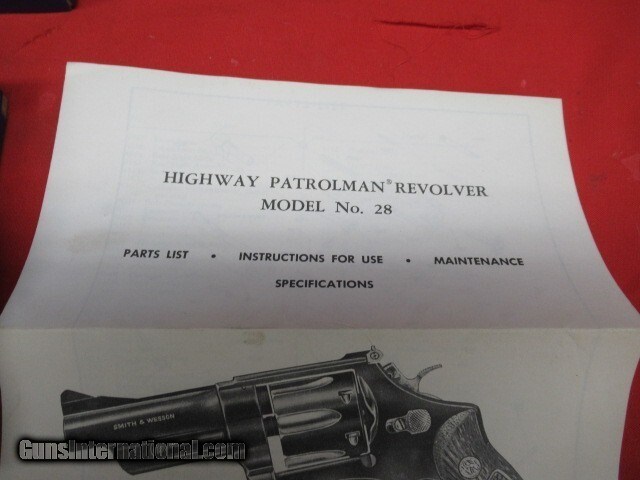 HIGHWAY PATROLMAN® REVOLVER
MODEL No. 28
PARTS LIST • INSTRUCTIONS FOR USE • MAINTENANCE
SPECIFICATIONS
SMITH & WESSON
GunsInternational.com